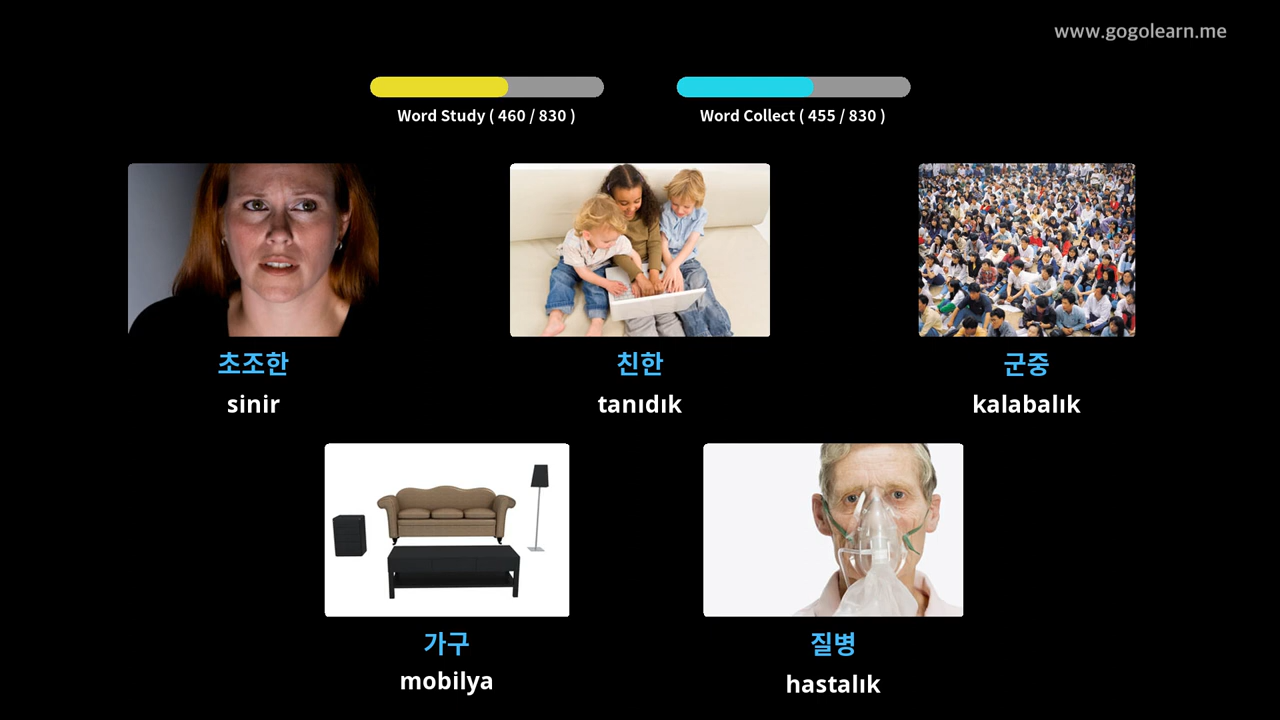 www.gogolearn.me
Word Study ( 460 / 830 )
Word Collect ( 455 / 830 )
초조한
sinir
친한
tanıdık
군중
kalabalık
가구
mobilya
질병
hastalık